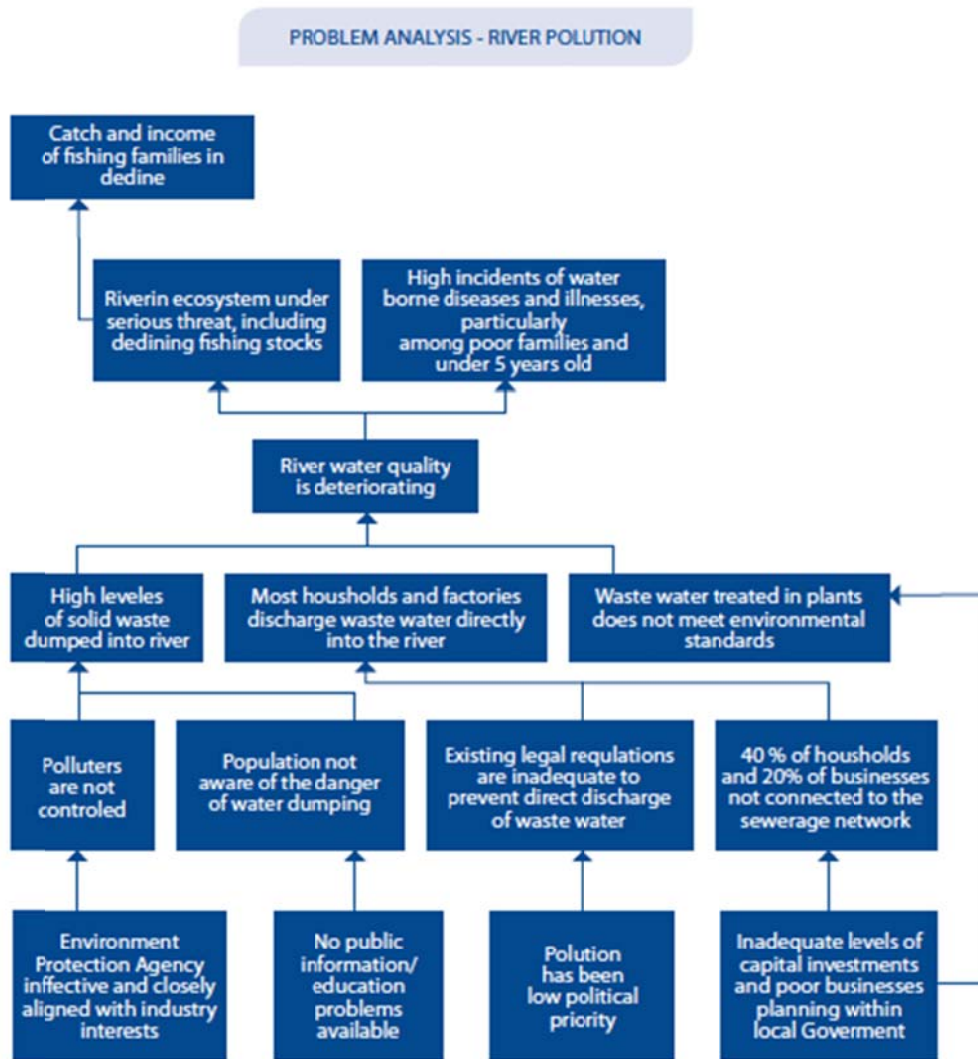 PROBLEM ANALYSIS - RIVER POLUTION
Catch and income
of fishing families in
dedine
Riverin ecosystem under
serious threat, including
dedining fishing stocks
High incidents of water
borne diseases and illnesses,
particularly
among poor families and
under 5 years old
River water quality
is deteriorating
High leveles
of solid waste
dumped into river
Most housholds and factories
discharge waste water directly
into the river
Waste water treated in plants
does not meet environmental
standards
Polluters
are not
controled
Population not
aware of the danger
of water dumping
Existing legal requlations
are inadequate to
prevent direct discharge
of waste water
40 % of housholds
and 20% of businesses
not connected to the
sewerage network
Environment
Protection Agency
inffective and closely
aligned with industry
interests
No public
information/
education
problems
available
Polution
has been
low political
priority
Inadequate levels of
capital investments
and poor businesses
planning within
local Goverment